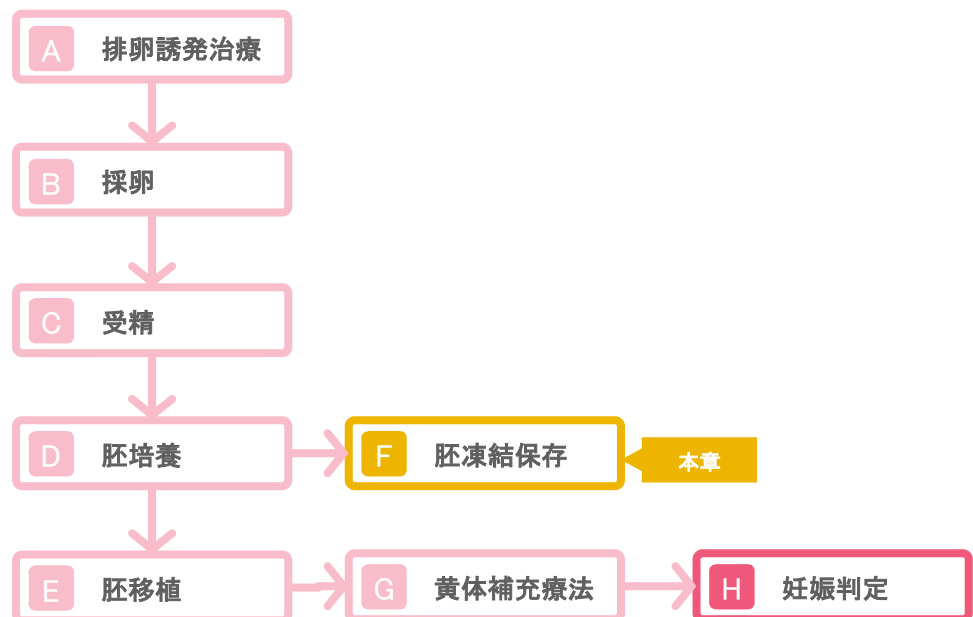 A 排卵誘発治療
B 採卵
C 受精
D 胚培養
F 胚凍結保存
本章
E 胚移植
G 黄体補充療法
H 妊娠判定